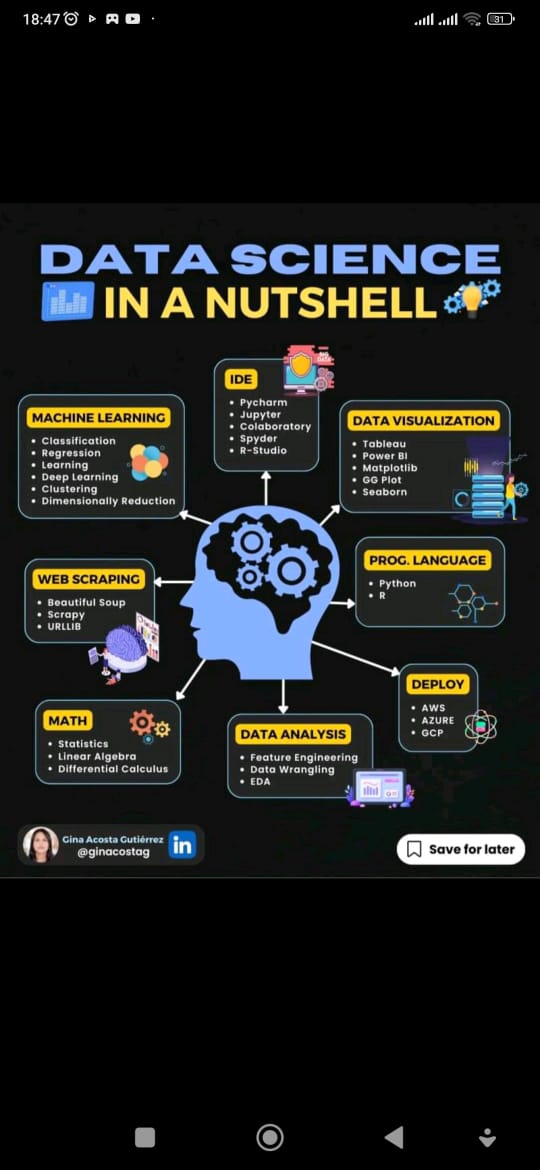 18:47
31
DATA SCIENCE
IN A NUTSHELL
IDE
• Pycharm
• Jupyter
• Colaboratory
• Spyder
• R-Studio
BIG
DATA
MACHINE LEARNING
• Classification
• Regression
• Learning
• Deep Learning
• Clustering
• Dimensionally Reduction
DATA VISUALIZATION
• Tableau
• Power BI
• Matplotlib
• GG Plot
• Seaborn
WEB SCRAPING
• Beautiful Soup
• Scrapy
• URLLIB
PROG. LANGUAGE
• Python
• R
MATH
• Statistics
• Linear Algebra
• Differential Calculus
DATA ANALYSIS
• Feature Engineering
• Data Wrangling
• EDA
DEPLOY
• AWS
• AZURE
• GCP
Gina Acosta Gutiérrez
@ginacostag
in
Save for later